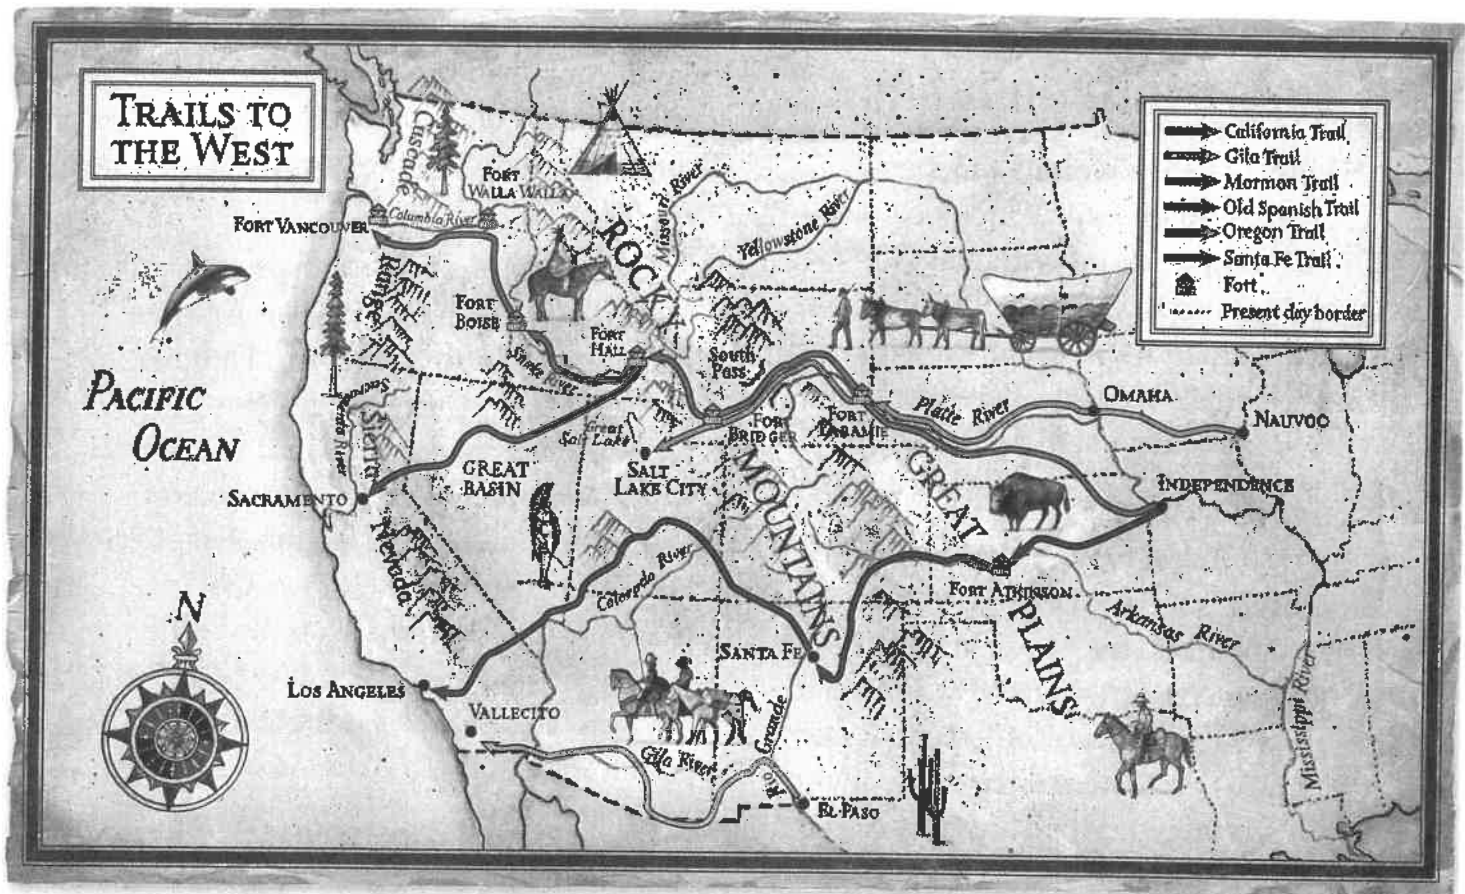 TRAILS TO
THE WEST
California Trail
Gila Trail
Mormon Trail
Old Spanish Trail
Oregon Trail
Santa Fe Trail
Fort
Present day border
Cascade
Range
FORT
WALLA WALLA
FORT VANCOUVER
Columbia River
ROCKY
Missouri River
Yellowstone River
FORT
BOISE
FORT
HALL
Snake River
South
Pass
PACIFIC
OCEAN
Sacramento River
Sierra
Nevada
Great
Salt Lake
FORT
BRIDGER
FORT
LARAMIE
Platte River
OMAHA
NAUVOO
SACRAMENTO
GREAT
BASIN
SALT
LAKE CITY
MOUNTAINS
GREAT
PLAINS
INDEPENDENCE
Colorado River
FORT ATKINSON
Arkansas River
Mississippi River
N
SANTA FE
LOS ANGELES
VALLECITO
Gila River
Rio Grande
EL PASO